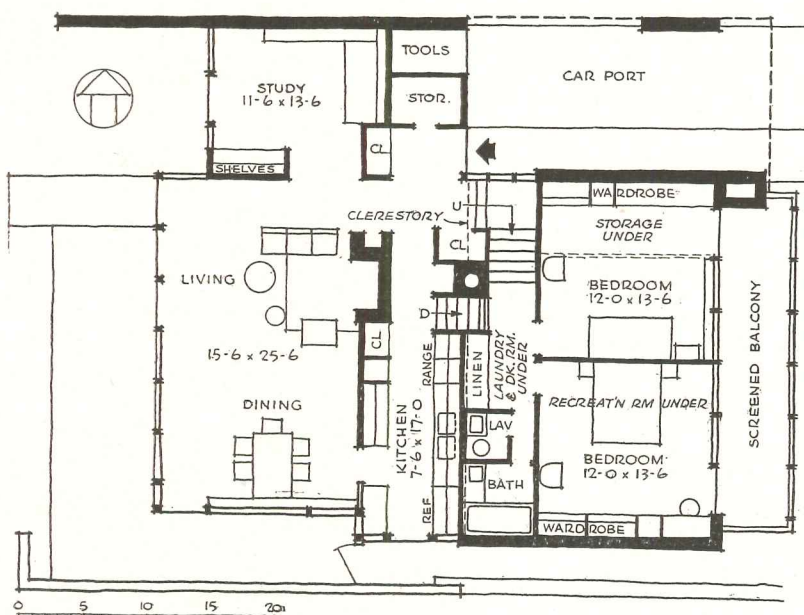 TOOLS
CAR PORT
STUDY
11-6 x 13-6
STOR.
CL
SHELVES
WARDROBE
U
CLERESTORY
STORAGE
UNDER
CL
LIVING
BEDROOM
12-0 x 13-6
D
15-6 x 25-6
CL
RANGE
LINEN
LAUNDRY
& DK. RM.
UNDER
SCREENED BALCONY
DINING
RECREAT'N RM UNDER
KITCHEN
7-6 x 17-0
LAV
BEDROOM
12-0 x 13-6
BATH
REF
WARDROBE
0 5 10 15 20